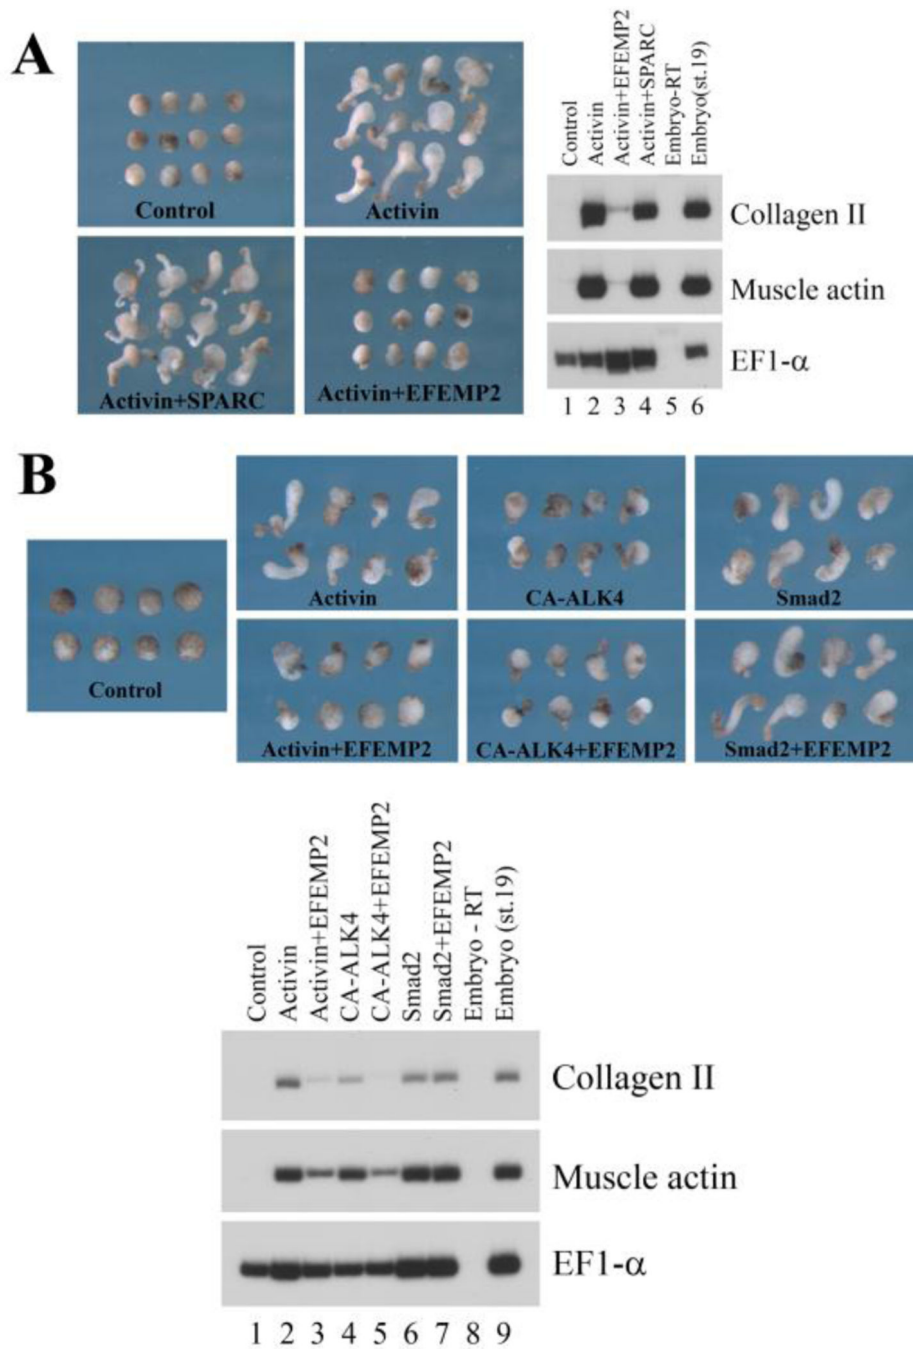 A
Control
Activin
Activin+SPARC
Activin+EFEMP2
Control
Activin
Activin+EFEMP2
Activin+SPARC
Embryo-RT
Embryo(st.19)
Collagen II
Muscle actin
EF1-α
1 2 3 4 5 6
B
Control
Activin
CA-ALK4
Smad2
Activin+EFEMP2
CA-ALK4+EFEMP2
Smad2+EFEMP2
Control
Activin
Activin+EFEMP2
CA-ALK4
CA-ALK4+EFEMP2
Smad2
Smad2+EFEMP2
Embryo - RT
Embryo (st.19)
Collagen II
Muscle actin
EF1-α
1 2 3 4 5 6 7 8 9